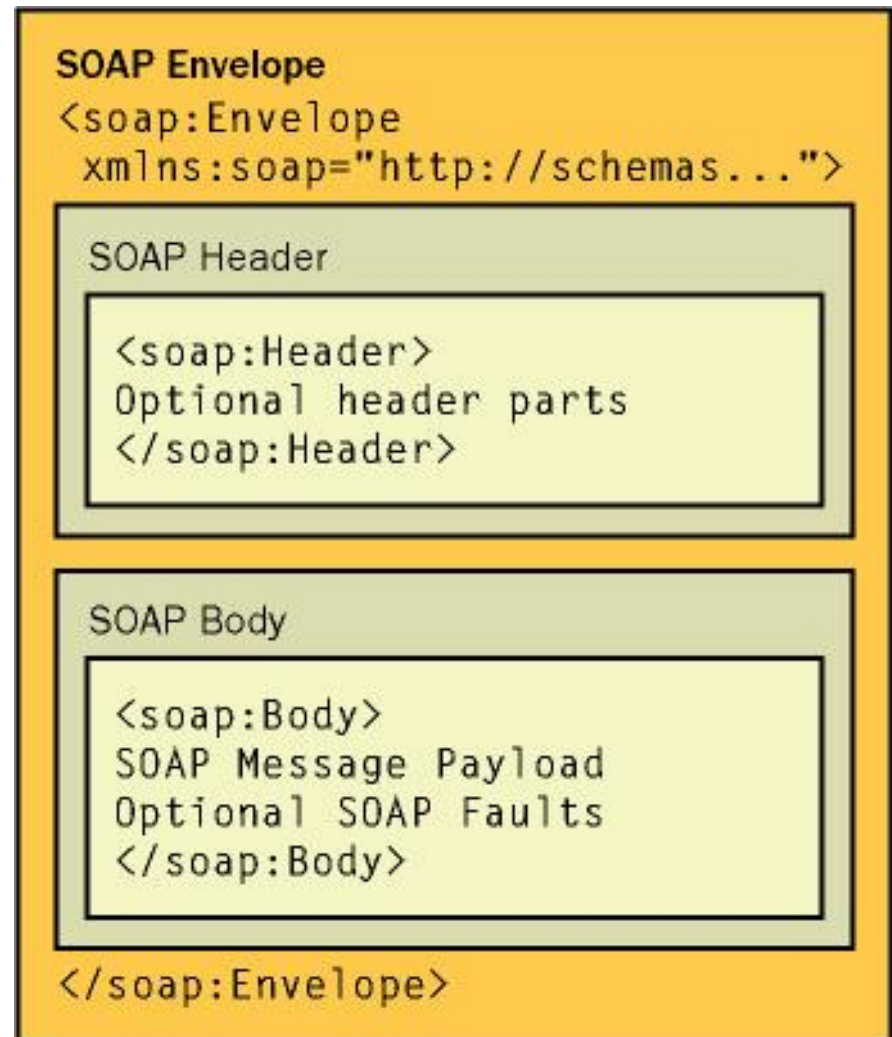 SOAP Envelope
<soap:Envelope
xmlns:soap="http://schemas...">
SOAP Header
<soap:Header>
Optional header parts
</soap:Header>
SOAP Body
<soap:Body>
SOAP Message Payload
Optional SOAP Faults
</soap:Body>
</soap:Envelope>